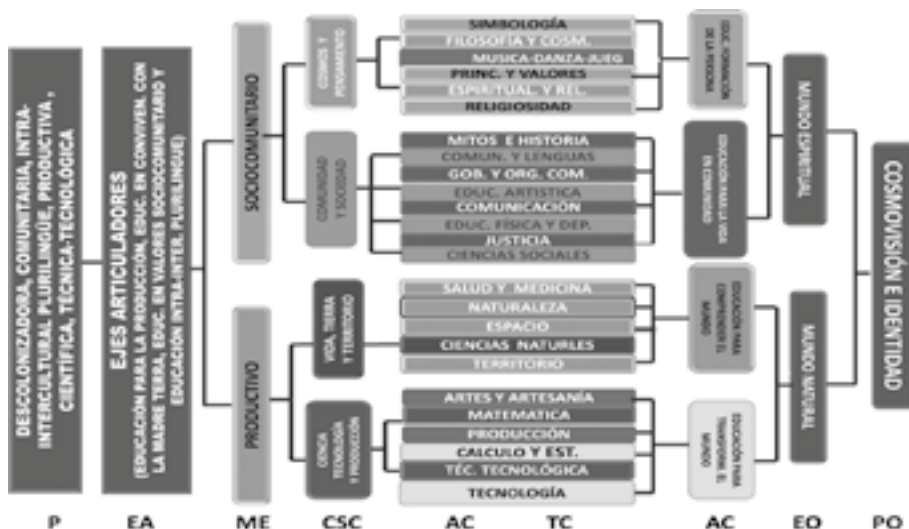 DESCOLONIZADORA, COMUNITARIA, INTRA-
INTERCULTURAL PLURILINGÜE, PRODUCTIVA,
CIENTÍFICA, TÉCNICA-TECNOLÓGICA
EJES ARTICULADORES
(EDUCACIÓN PARA LA PRODUCCIÓN, EDUC. EN CONVIVEN. CON
LA MADRE TERRA, EDUC. EN VALORES SOCIOCOMUNITARIO Y
EDUCACIÓN INTRA-INTER, PLURILINGUE)
SOCIOCOMUNITARIO
PRODUCTIVO
COSMOS Y
PENSAMIENTO
COMUNIDAD
Y SOCIEDAD
VIDA, TIERRA
Y TERRITORIO
CIENCIA
TECNOLOGÍA
Y PRODUCCIÓN
SIMBOLOGÍA
FILOSOFIA Y COSM.
MUSICA-DANZA-JUEG
PRINC. Y VALORES
ESPIRITUAL. Y REL.
RELIGIOSIDAD
MITOS E HISTORIA
COMUN. Y LENGUAS
GOB. Y ORG. COM.
EDUC. ARTISTICA
COMUNICACIÓN
EDUC. FÍSICA Y DEP.
JUSTICIA
CIENCIAS SOCIALES
SALUD Y MEDICINA
NATURALEZA
ESPACIO
CIENCIAS NATURLES
TERRITORIO
ARTES Y ARTESANÍA
MATEMATICA
PRODUCCIÓN
CALCULO Y EST.
TÉC. TECNOLÓGICA
TECNOLOGÍA
EDUC. FORMACIÓN
DE LA PERSONA
EDUCACIÓN PARA LA VIDA
EN COMUNIDAD
EDUCACIÓN PARA
COMPRENDER EL
MUNDO
EDUCACIÓN PARA
TRANSFORM. EL
MUNDO
MUNDO ESPIRITUAL
MUNDO NATURAL
COSMOVISIÓN E IDENTIDAD
P EA ME CSC AC TC AC EO PO